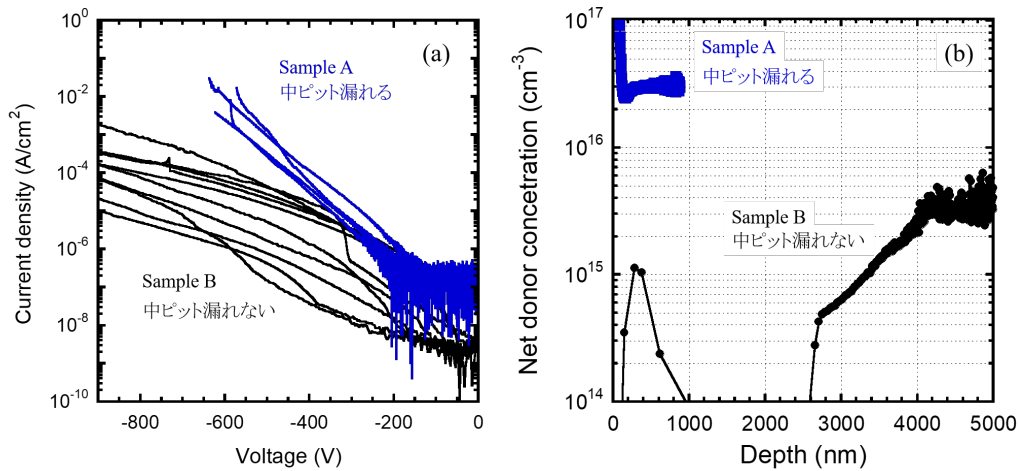 (a)
Sample A
中ピット漏れる
Sample B
中ピット漏れない
10^0
10^-2
10^-4
10^-6
10^-8
10^-10
Current density (A/cm^2)
-800
-600
-400
-200
0
Voltage (V)
(b)
Sample A
中ピット漏れる
Sample B
中ピット漏れない
10^17
10^16
10^15
10^14
Net donor concetration (cm^-3)
0
1000
2000
3000
4000
5000
Depth (nm)